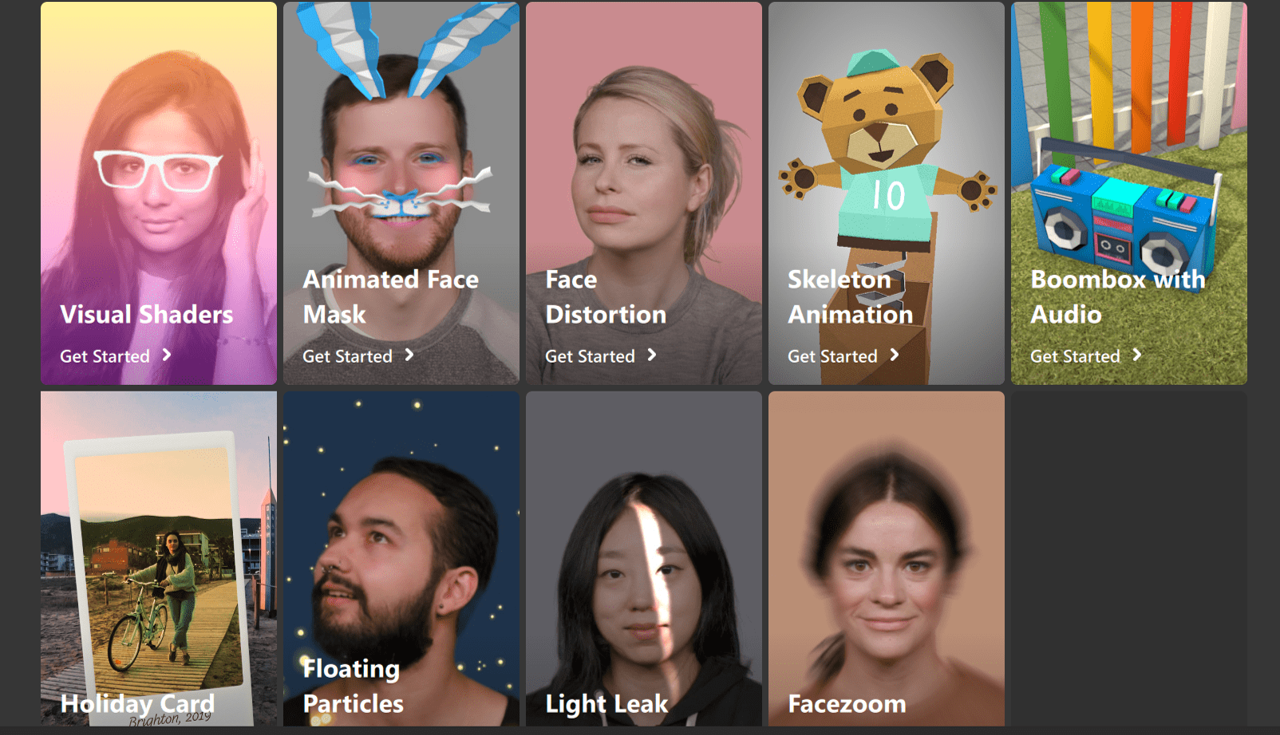 Visual Shaders
Get Started
Animated Face
Mask
Get Started
Face
Distortion
Get Started
10
Skeleton
Animation
Get Started
Boombox with
Audio
Get Started
Holiday Card
Brighton, 2019
Floating
Particles
Light Leak
Facezoom